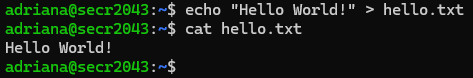 adriana@secr2043:~$ echo "Hello World!" > hello.txt
adriana@secr2043:~$ cat hello.txt
Hello World!
adriana@secr2043:~$